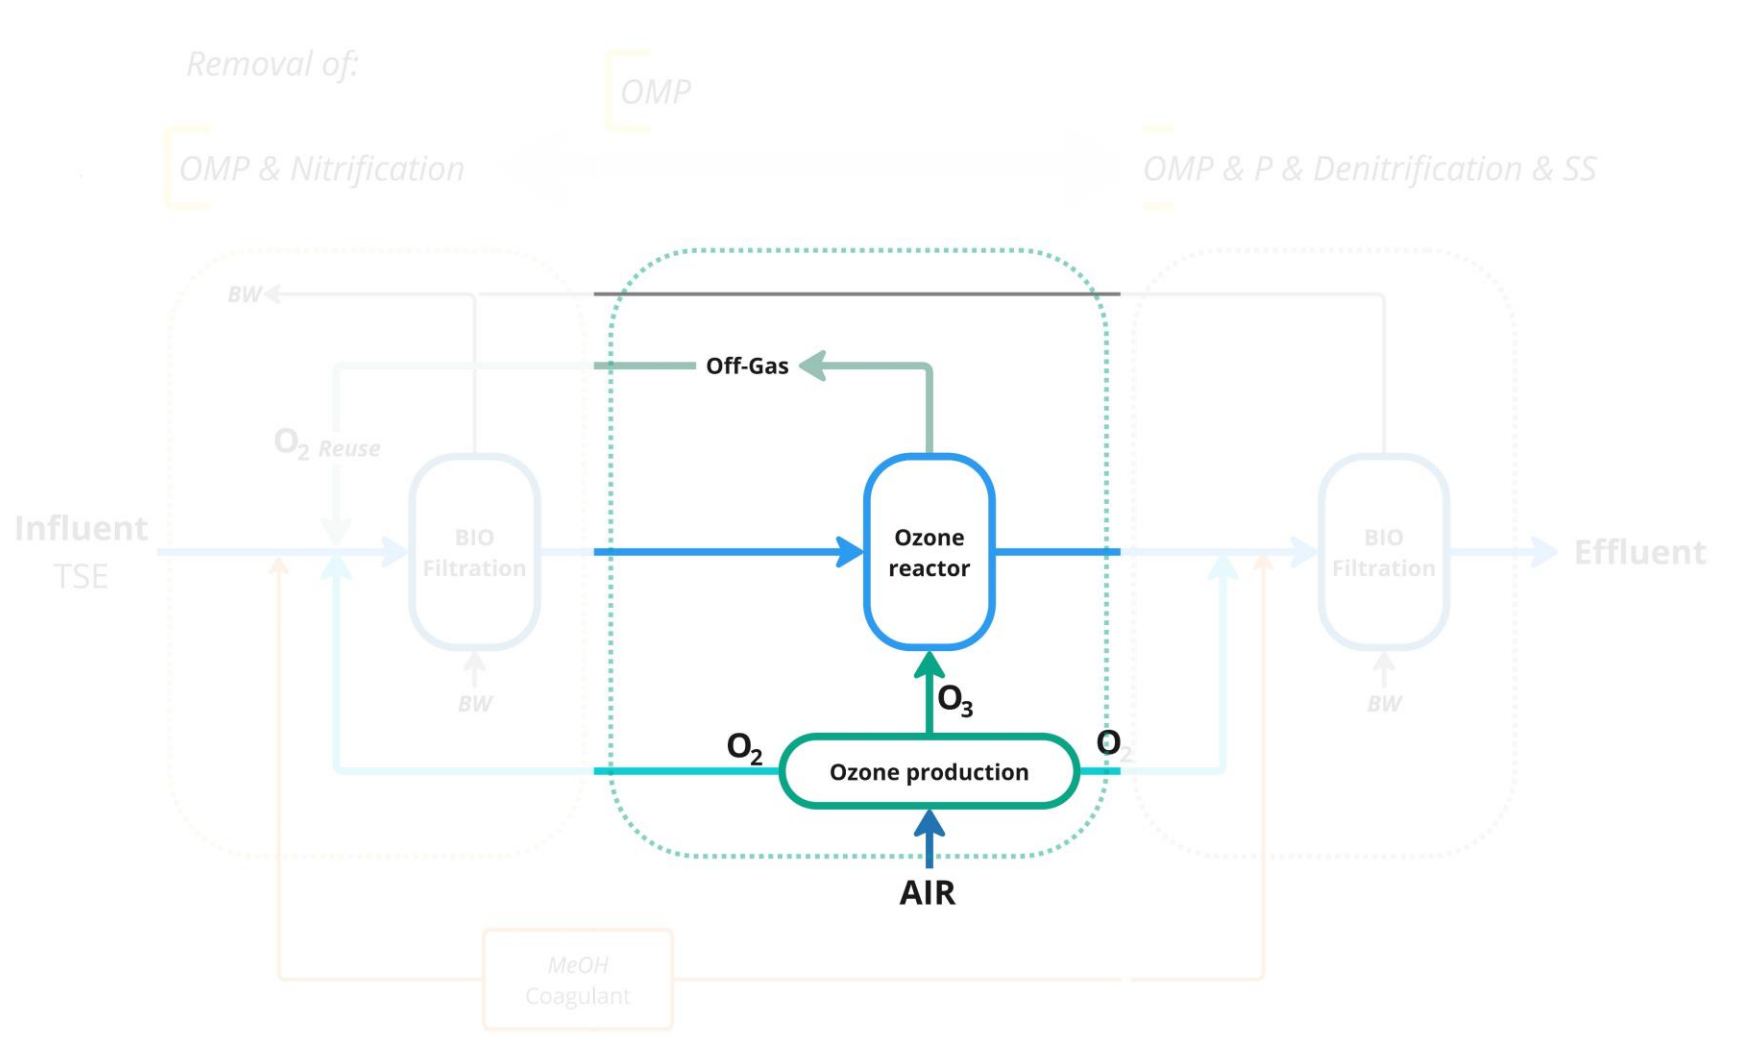 Removal of:
OMP
OMP & Nitrification
OMP & P & Denitrification & SS
BW
Off-Gas
O₂ Reuse
Influent
TSE
BIO
Filtration
Ozone
reactor
BIO
Filtration
Effluent
BW
O₃
BW
O₂
Ozone production
O₂
AIR
MeOH
Coagulant